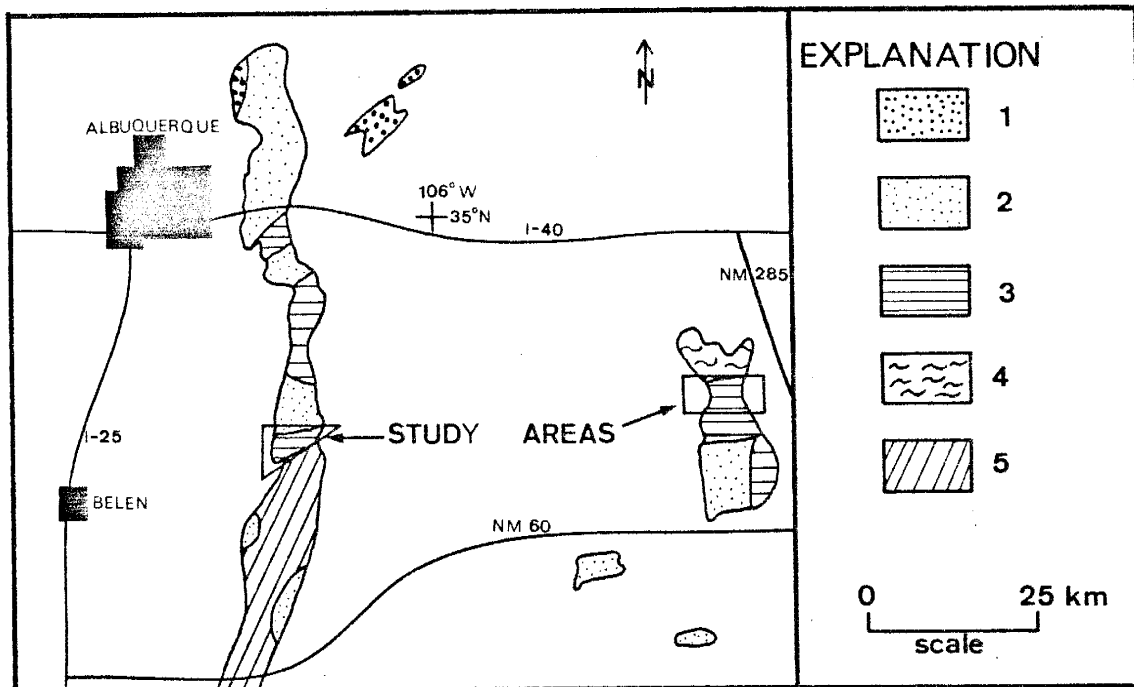 EXPLANATION
1
2
3
4
5
0 25 km
scale
N
ALBUQUERQUE
106° W
35°N
I-40
NM 285
STUDY AREAS
I-25
BELEN
NM 60